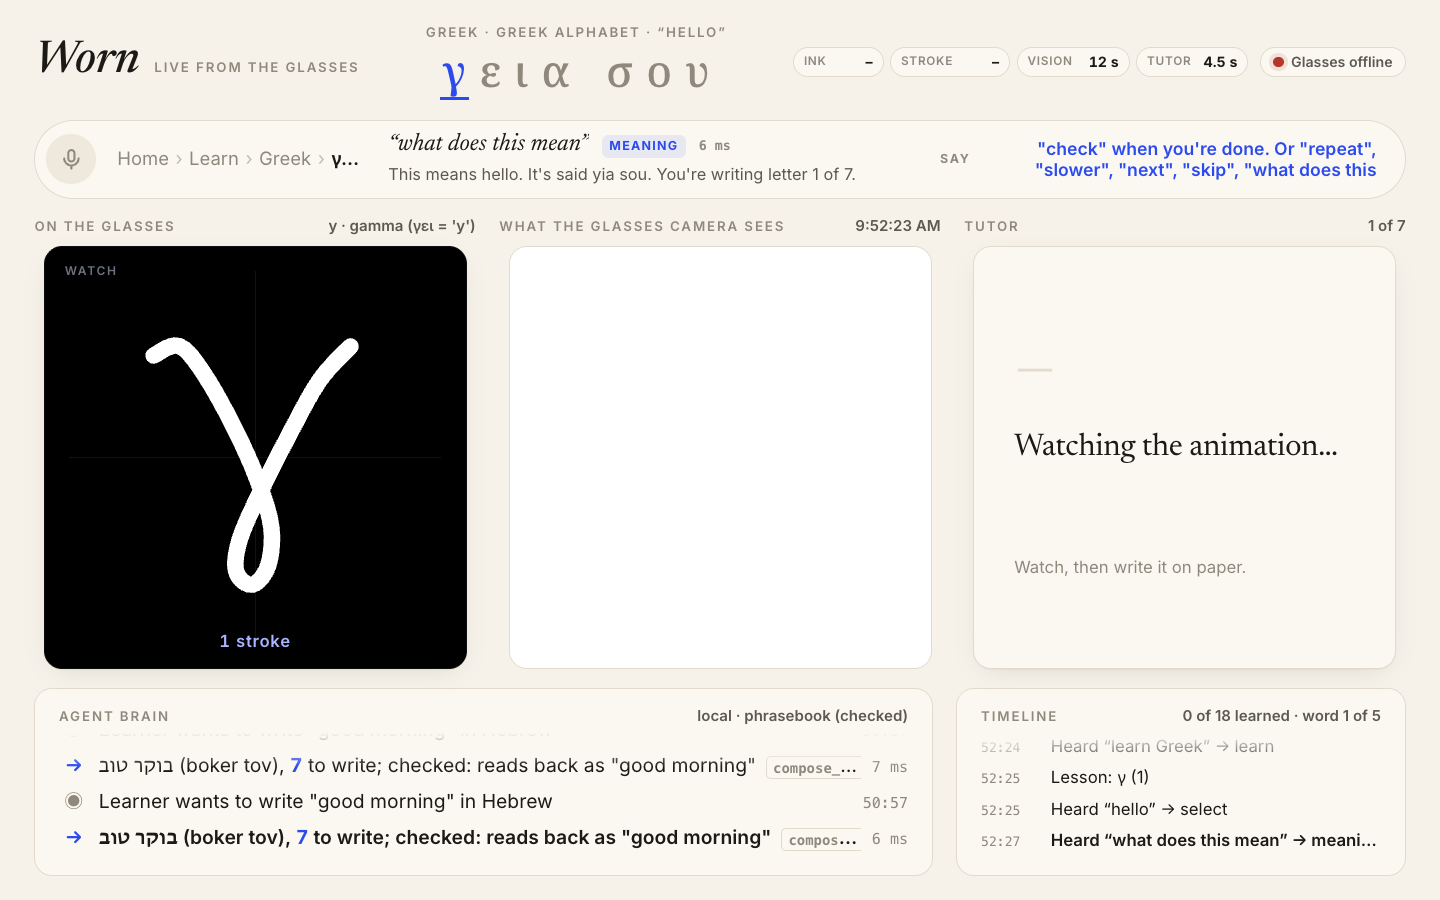 Worn LIVE FROM THE GLASSES
GREEK · GREEK ALPHABET · “HELLO”
γεια σου
INK –
STROKE –
VISION 12 s
TUTOR 4.5 s
Glasses offline
Home › Learn › Greek › γ...
“what does this mean” MEANING 6 ms
This means hello. It's said yia sou. You're writing letter 1 of 7.
SAY
"check" when you're done. Or "repeat",
"slower", "next", "skip", "what does this
ON THE GLASSES y · gamma (γει = 'y')
WATCH
γ
1 stroke
WHAT THE GLASSES CAMERA SEES 9:52:23 AM
TUTOR 1 of 7
Watching the animation...
Watch, then write it on paper.
AGENT BRAIN local · phrasebook (checked)
→ בוקר טוב (boker tov), 7 to write; checked: reads back as "good morning" compose_... 7 ms
Learner wants to write "good morning" in Hebrew 50:57
→ בוקר טוב (boker tov), 7 to write; checked: reads back as "good morning" compos... 6 ms
TIMELINE 0 of 18 learned · word 1 of 5
52:24 Heard “learn Greek” → learn
52:25 Lesson: γ (1)
52:25 Heard “hello” → select
52:27 Heard “what does this mean” → meani...